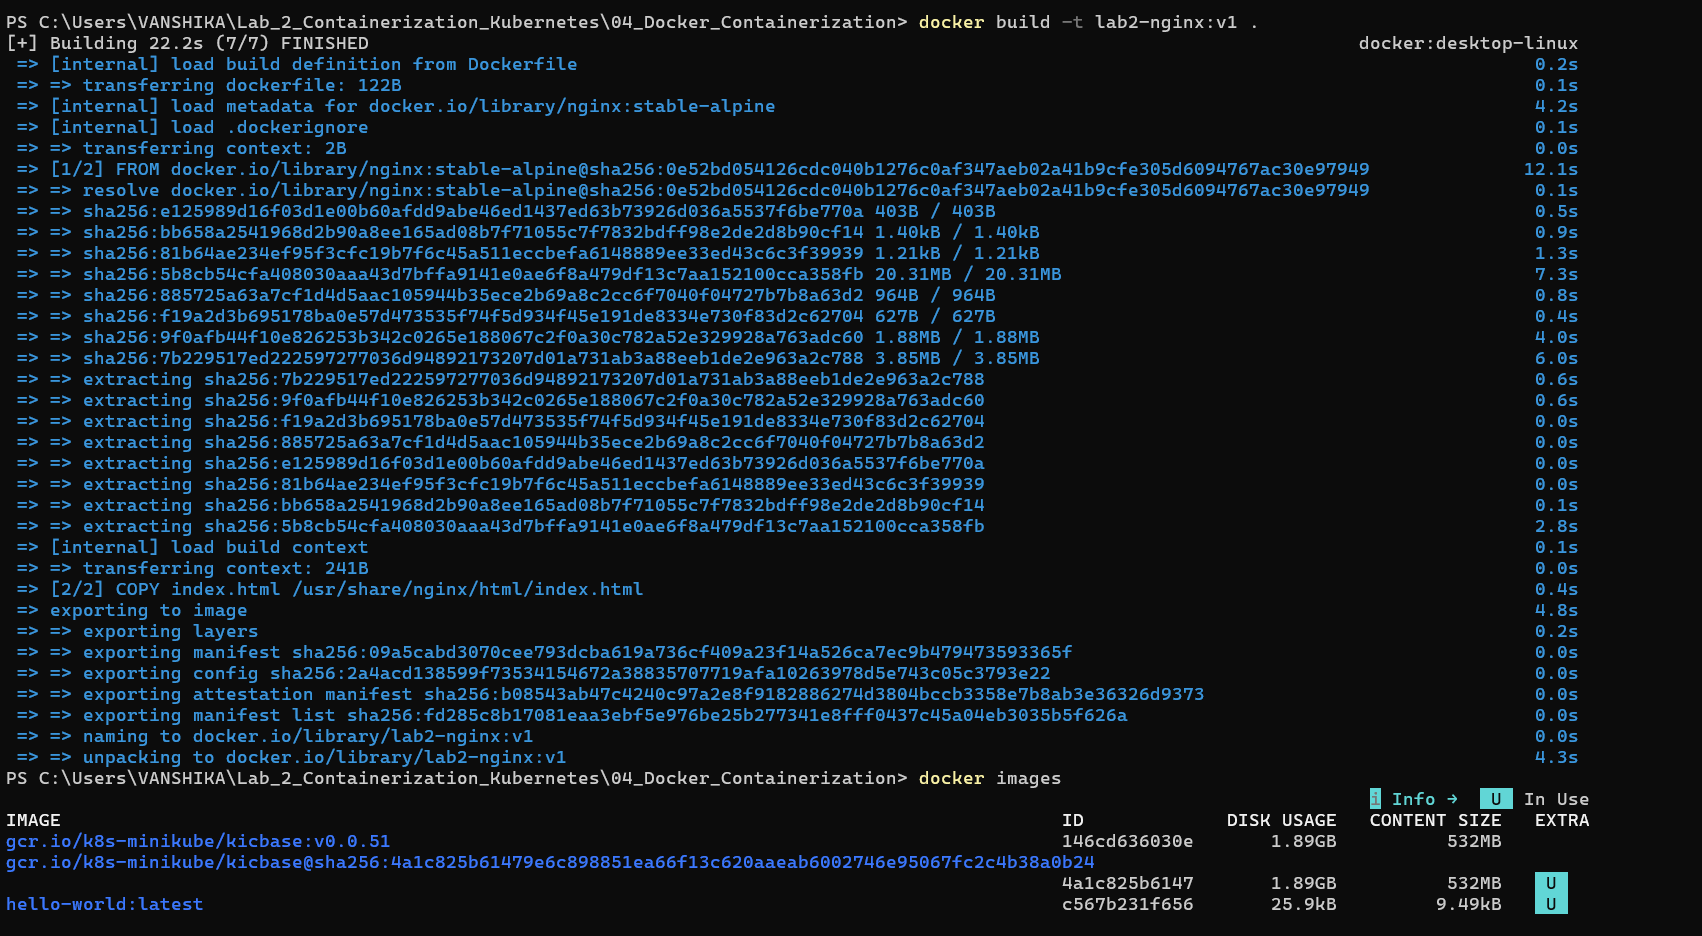 PS C:\Users\VANSHIKA\Lab_2_Containerization_Kubernetes\04_Docker_Containerization> docker build -t lab2-nginx:v1 .
[+] Building 22.2s (7/7) FINISHED docker:desktop-linux
=> [internal] load build definition from Dockerfile 0.2s
=> => transferring dockerfile: 122B 0.1s
=> [internal] load metadata for docker.io/library/nginx:stable-alpine 4.2s
=> [internal] load .dockerignore 0.1s
=> => transferring context: 2B 0.0s
=> [1/2] FROM docker.io/library/nginx:stable-alpine@sha256:0e52bd054126cdc040b1276c0af347aeb02a41b9cfe305d6094767ac30e97949 12.1s
=> => resolve docker.io/library/nginx:stable-alpine@sha256:0e52bd054126cdc040b1276c0af347aeb02a41b9cfe305d6094767ac30e97949 0.1s
=> => sha256:e125989d16f03d1e00b60afdd9abe46ed1437ed63b73926d036a5537f6be770a 403B / 403B 0.5s
=> => sha256:bb658a2541968d2b90a8ee165ad08b7f71055c7f7832bdff98e2de2d8b90cf14 1.40kB / 1.40kB 0.9s
=> => sha256:81b64ae234ef95f3cfc19b7f6c45a511eccbefa6148889ee33ed43c6c3f39939 1.21kB / 1.21kB 1.3s
=> => sha256:5b8cb54cfa408030aaa43d7bffa9141e0ae6f8a479df13c7aa152100cca358fb 20.31MB / 20.31MB 7.3s
=> => sha256:885725a63a7cf1d4d5aac105944b35ece2b69a8c2cc6f7040f04727b7b8a63d2 964B / 964B 0.8s
=> => sha256:f19a2d3b695178ba0e57d473535f74f5d934f45e191de8334e730f83d2c62704 627B / 627B 0.4s
=> => sha256:9f0afb44f10e826253b342c0265e188067c2f0a30c782a52e329928a763adc60 1.88MB / 1.88MB 4.0s
=> => sha256:7b229517ed222597277036d94892173207d01a731ab3a88eeb1de2e963a2c788 3.85MB / 3.85MB 6.0s
=> => extracting sha256:7b229517ed222597277036d94892173207d01a731ab3a88eeb1de2e963a2c788 0.6s
=> => extracting sha256:9f0afb44f10e826253b342c0265e188067c2f0a30c782a52e329928a763adc60 0.6s
=> => extracting sha256:f19a2d3b695178ba0e57d473535f74f5d934f45e191de8334e730f83d2c62704 0.0s
=> => extracting sha256:885725a63a7cf1d4d5aac105944b35ece2b69a8c2cc6f7040f04727b7b8a63d2 0.0s
=> => extracting sha256:e125989d16f03d1e00b60afdd9abe46ed1437ed63b73926d036a5537f6be770a 0.0s
=> => extracting sha256:81b64ae234ef95f3cfc19b7f6c45a511eccbefa6148889ee33ed43c6c3f39939 0.0s
=> => extracting sha256:bb658a2541968d2b90a8ee165ad08b7f71055c7f7832bdff98e2de2d8b90cf14 0.1s
=> => extracting sha256:5b8cb54cfa408030aaa43d7bffa9141e0ae6f8a479df13c7aa152100cca358fb 2.8s
=> [internal] load build context 0.1s
=> => transferring context: 241B 0.0s
=> [2/2] COPY index.html /usr/share/nginx/html/index.html 0.4s
=> exporting to image 4.8s
=> => exporting layers 0.2s
=> => exporting manifest sha256:09a5cabd3070cee793dcba619a736cf409a23f14a526ca7ec9b479473593365f 0.0s
=> => exporting config sha256:2a4acd138599f73534154672a38835707719afa10263978d5e743c05c3793e22 0.0s
=> => exporting attestation manifest sha256:b08543ab47c4240c97a2e8f9182886274d3804bccb3358e7b8ab3e36326d9373 0.0s
=> => exporting manifest list sha256:fd285c8b17081eaa3ebf5e976be25b277341e8fff0437c45a04eb3035b5f626a 0.0s
=> => naming to docker.io/library/lab2-nginx:v1 0.0s
=> => unpacking to docker.io/library/lab2-nginx:v1 4.3s
PS C:\Users\VANSHIKA\Lab_2_Containerization_Kubernetes\04_Docker_Containerization> docker images
i Info → U In Use
IMAGE ID DISK USAGE CONTENT SIZE EXTRA
gcr.io/k8s-minikube/kicbase:v0.0.51 146cd636030e 1.89GB 532MB
gcr.io/k8s-minikube/kicbase@sha256:4a1c825b61479e6c898851ea66f13c620aaeab6002746e95067fc2c4b38a0b24
4a1c825b6147 1.89GB 532MB U
hello-world:latest c567b231f656 25.9kB 9.49kB U